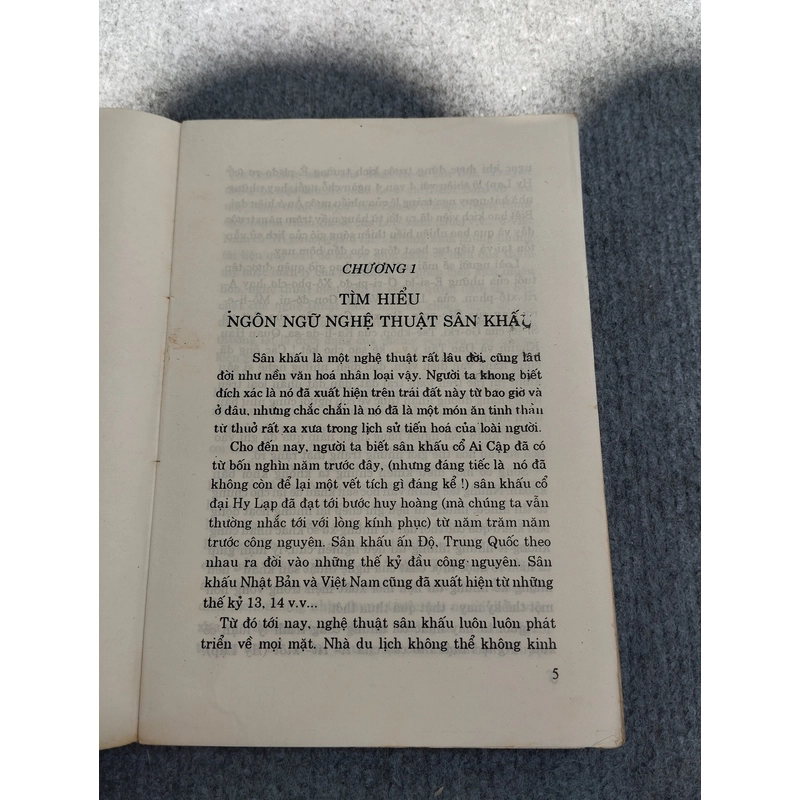 CHƯƠNG 1
TÌM HIỂU
NGÔN NGỮ NGHỆ THUẬT SÂN KHẤU
Sân khấu là một nghệ thuật rất lâu đời, cũng lâu
đời như nền văn hoá nhân loại vậy. Người ta không biết
đích xác là nó đã xuất hiện trên trái đất này từ bao giờ và
ở đâu, nhưng chắc chắn là nó đã là một món ăn tinh thần
từ thuở rất xa xưa trong lịch sử tiến hoá của loài người.
Cho đến nay, người ta biết sân khấu cổ Ai Cập đã có
từ bốn nghìn năm trước đây, (nhưng đáng tiếc là nó đã
không còn để lại một vết tích gì đáng kể !) sân khấu cổ
đại Hy Lạp đã đạt tới bước huy hoàng (mà chúng ta vẫn
thường nhắc tới với lòng kính phục) từ năm trăm năm
trước công nguyên. Sân khấu ấn Độ, Trung Quốc theo
nhau ra đời vào những thế kỷ đầu công nguyên. Sân
khấu Nhật Bản và Việt Nam cũng đã xuất hiện từ những
thế kỷ 13, 14 v.v...
Từ đó tới nay, nghệ thuật sân khấu luôn luôn phát
triển về mọi mặt. Nhà du lịch không thể không kinh
5